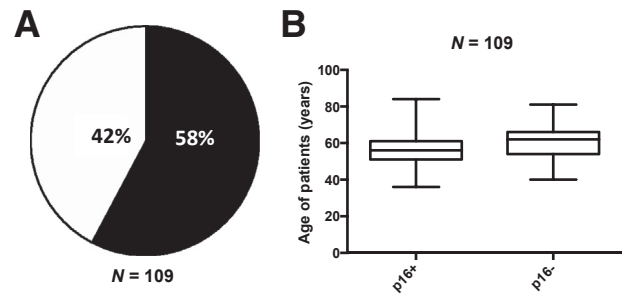 A
42%
58%
N = 109
B
N = 109
Age of patients (years)
100
80
60
40
20
0
p16+
p16-